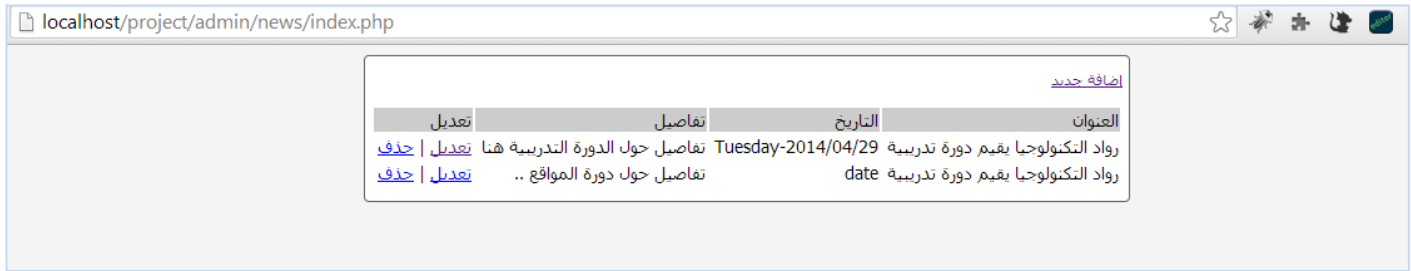 localhost/project/admin/news/index.php
إضافة جديد
العنوان التاريخ تفاصيل تعديل
رواد التكنولوجيا يقيم دورة تدريبية Tuesday-2014/04/29 تفاصيل حول الدورة التدريبية هنا تعديل | حذف
رواد التكنولوجيا يقيم دورة تدريبية date تفاصيل حول دورة المواقع .. تعديل | حذف